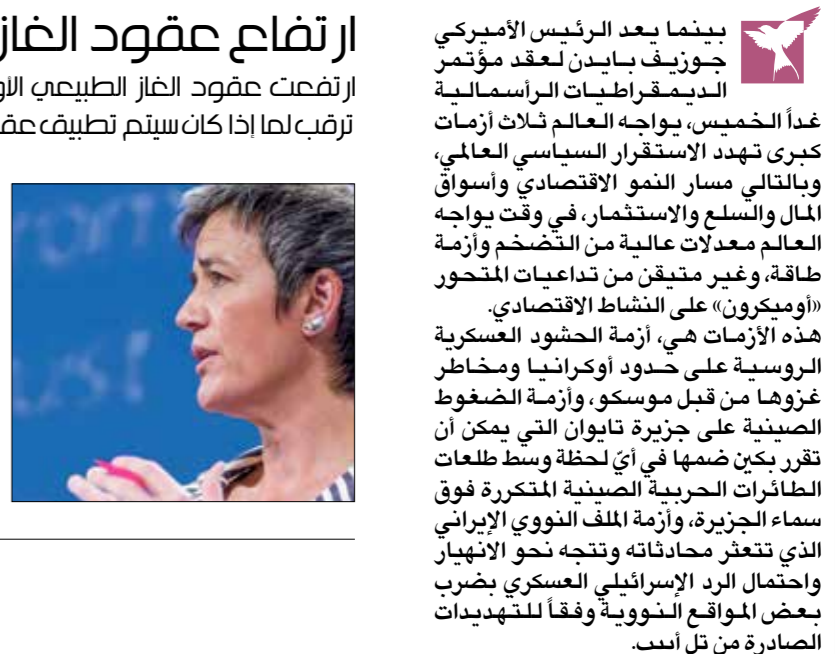 بينما يعد الرئيس الأميركي
جوزيف بايدن لعقد مؤتمر
الديمقراطيات الرأسمالية
غداً الخميس، يواجه العالم ثلاث أزمات
كبرى تهدد الاستقرار السياسي العالمي،
وبالتالي مسار النمو الاقتصادي وأسواق
المال والسلع والاستثمار، في وقت يواجه
العالم معدلات عالية من التضخم وأزمة
طاقة، وغير متيقن من تداعيات المتحور
«أوميكرون» على النشاط الاقتصادي.
هذه الأزمات هي، أزمة الحشود العسكرية
الروسية على حدود أوكرانيا ومخاطر
غزوها من قبل موسكو، وأزمة الضغوط
الصينية على جزيرة تايوان التي يمكن أن
تقرر بكين ضمها في أيّ لحظة وسط طلعات
الطائرات الحربية الصينية المتكررة فوق
سماء الجزيرة، وأزمة الملف النووي الإيراني
الذي تتعثر محادثاته وتتجه نحو الانهيار
واحتمال الرد الإسرائيلي العسكري بضرب
بعض المواقع النووية وفقاً للتهديدات
الصادرة من تل أبيب.
ارتفاع عقود الغاز
ارتفعت عقود الغاز الطبيعي
ترقب لما إذا كان سيتم تطبيق